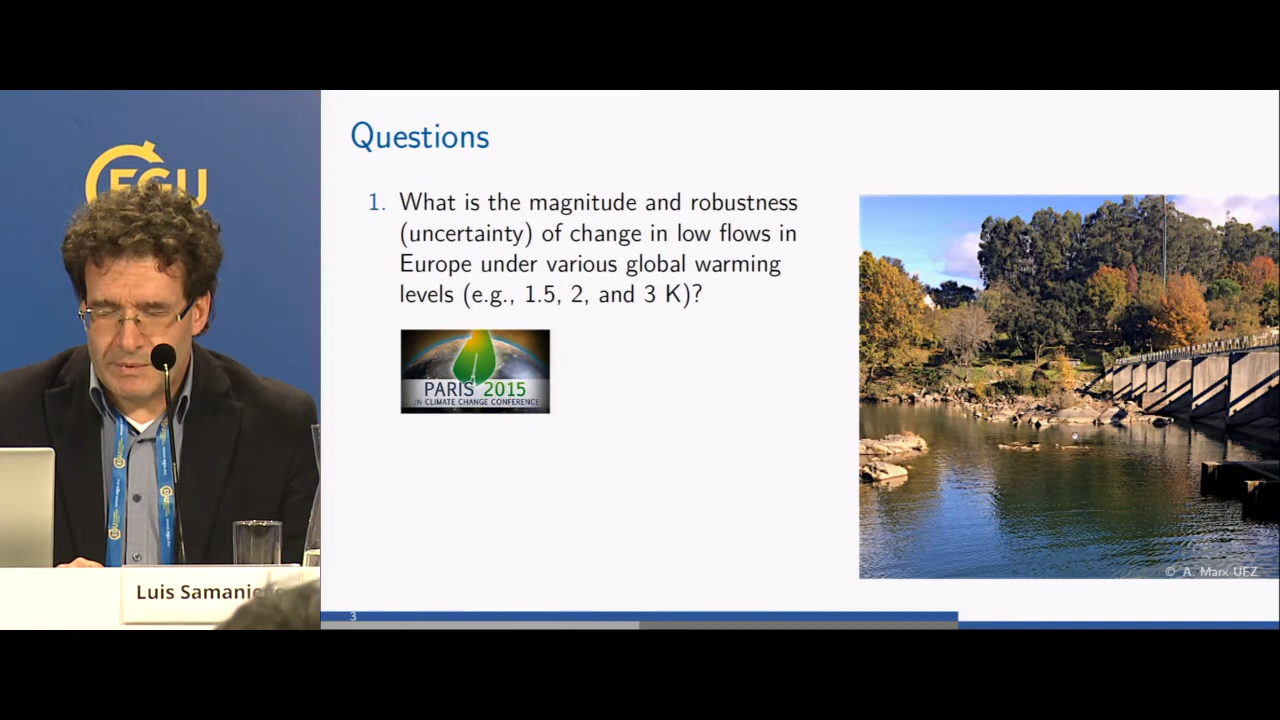 EGU
Luis Samanie
Questions
1. What is the magnitude and robustness
(uncertainty) of change in low flows in
Europe under various global warming
levels (e.g., 1.5, 2, and 3 K)?
PARIS 2015
UN CLIMATE CHANGE CONFERENCE
© A. Marx UFZ
3